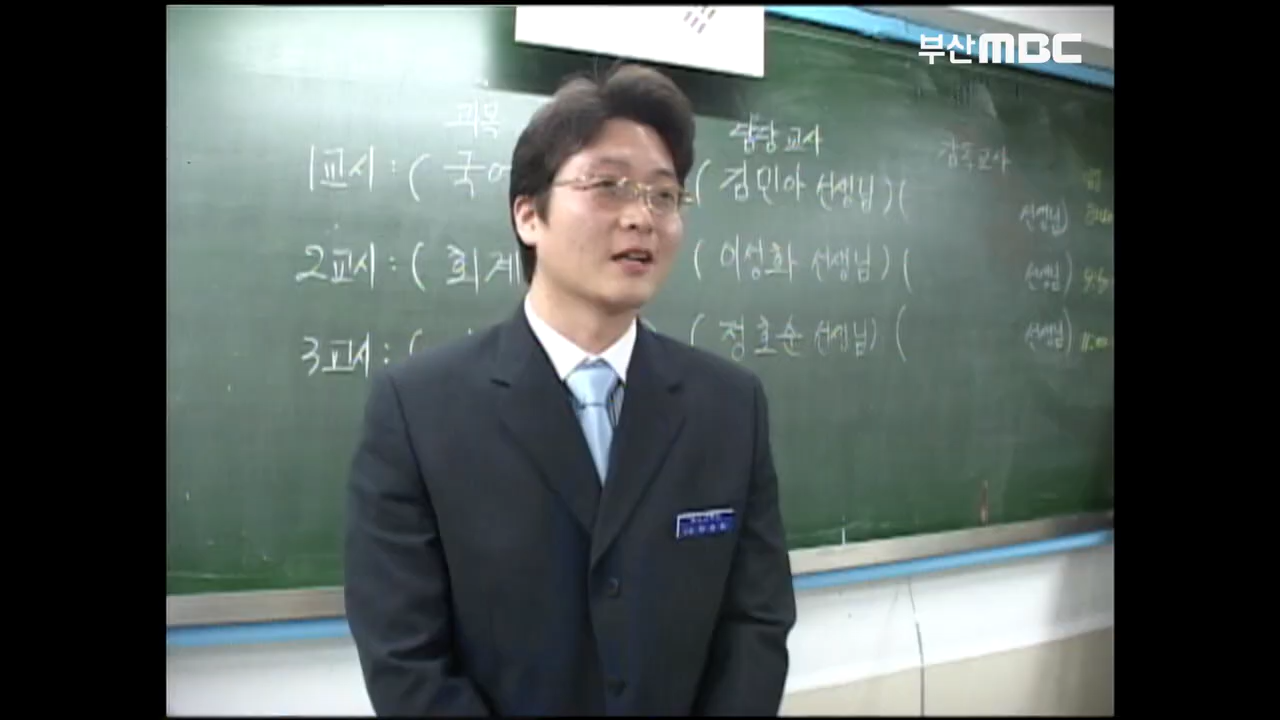 부산MBC
과목 담당교사 감독교사
1교시 : ( 국어 ( 김민아 선생님 ) ( 선생님)
2교시 : ( 회계 ( 이성화 선생님 ) ( 선생님)
3교시 : ( ( 정호순 선생님) ( 선생님)